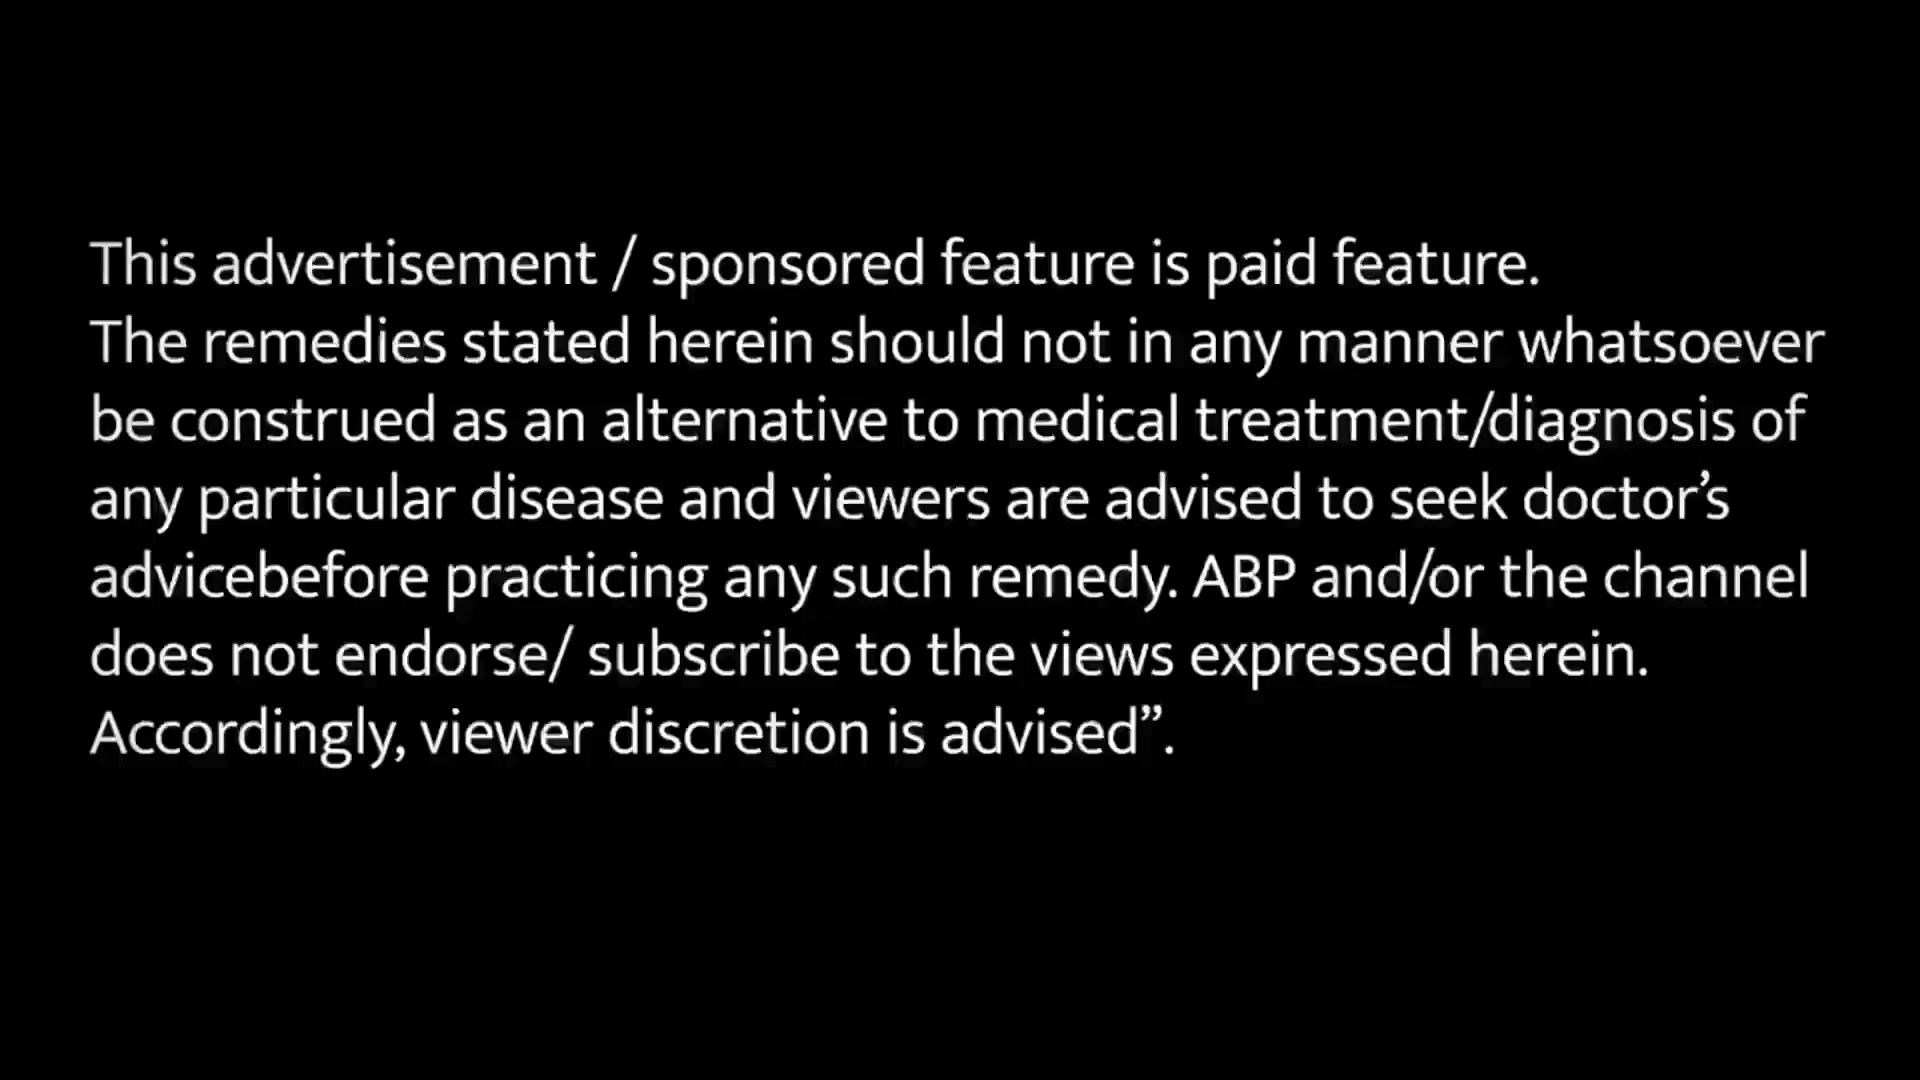 This advertisement / sponsored feature is paid feature.
The remedies stated herein should not in any manner whatsoever
be construed as an alternative to medical treatment/diagnosis of
any particular disease and viewers are advised to seek doctor’s
advicebefore practicing any such remedy. ABP and/or the channel
does not endorse/ subscribe to the views expressed herein.
Accordingly, viewer discretion is advised”.